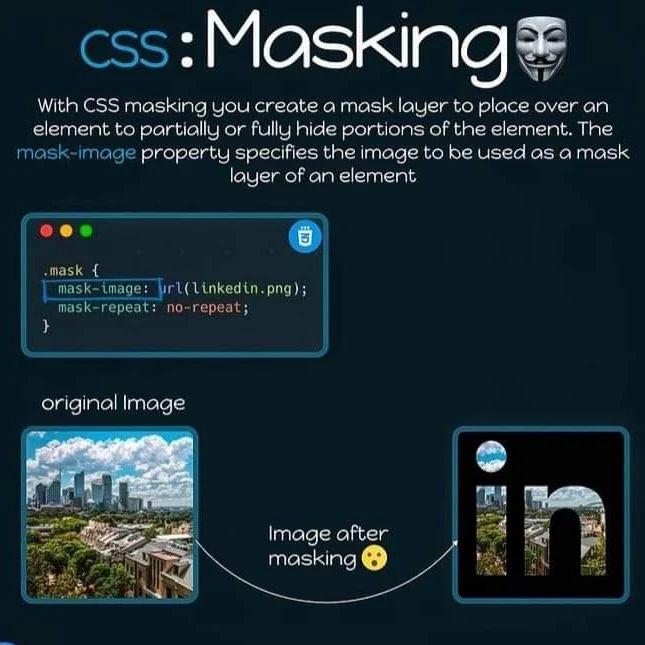 CSS:Masking
With CSS masking you create a mask layer to place over an
element to partially or fully hide portions of the element. The
mask-image property specifies the image to be used as a mask
layer of an element
.mask {
mask-image: url(linkedin.png);
mask-repeat: no-repeat;
}
original Image
Image after
masking
in